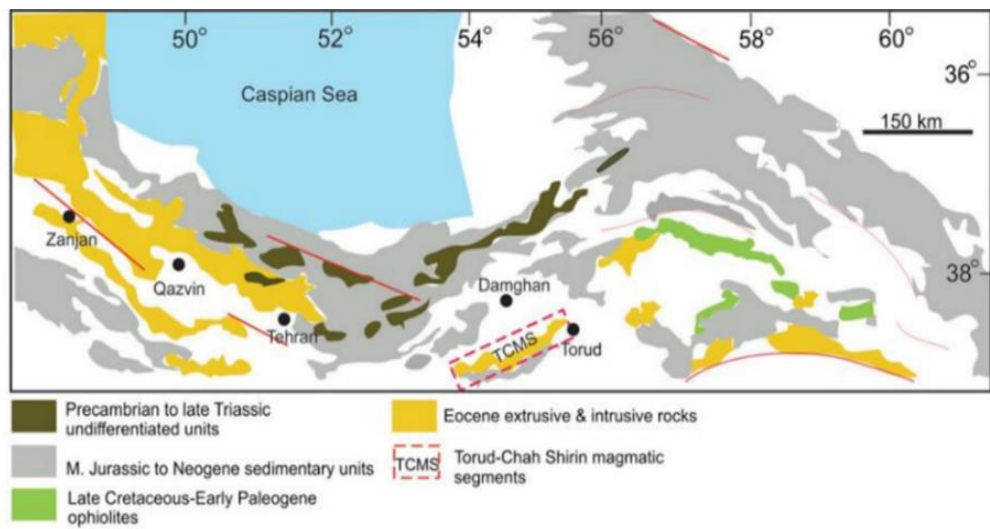 50° 52° 54° 56° 58° 60°
36°
Caspian Sea
150 km
Zanjan
Qazvin
38°
Damghan
Tehran
TCMS
Torud
Precambrian to late Triassic
undifferentiated units
M. Jurassic to Neogene sedimentary units
Late Cretaceous-Early Paleogene
ophiolites
Eocene extrusive & intrusive rocks
TCMS
Torud-Chah Shirin magmatic
segments